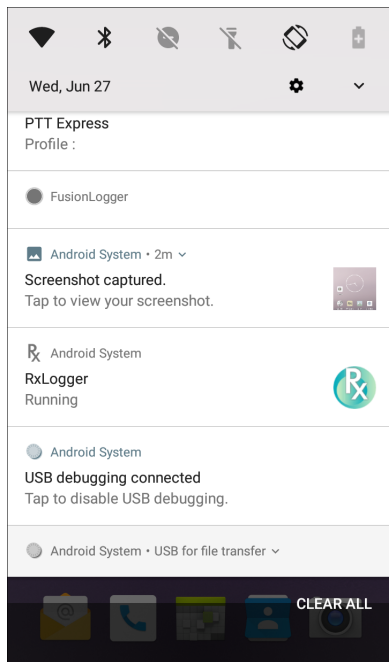 Wed, Jun 27
PTT Express
Profile :
FusionLogger
Android System • 2m
Screenshot captured.
Tap to view your screenshot.
Android System
RxLogger
Running
Android System
USB debugging connected
Tap to disable USB debugging.
Android System • USB for file transfer
CLEAR ALL